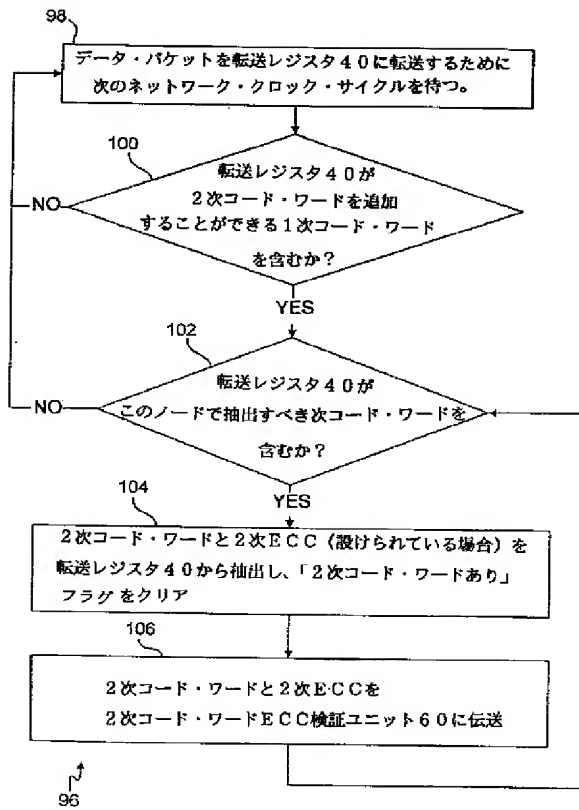 98
データ・パケットを転送レジスタ40に転送するために
次のネットワーク・クロック・サイクルを待つ。
100
転送レジスタ40が
2次コード・ワードを追加
することができる1次コード・ワード
を含むか？
NO
YES
102
転送レジスタ40が
このノードで抽出すべき次コード・ワードを
含むか？
NO
YES
104
2次コード・ワードと2次ECC（設けられている場合）を
転送レジスタ40から抽出し、「2次コード・ワードあり」
フラグをクリア
106
2次コード・ワードと2次ECCを
2次コード・ワードECC検証ユニット60に伝送
96